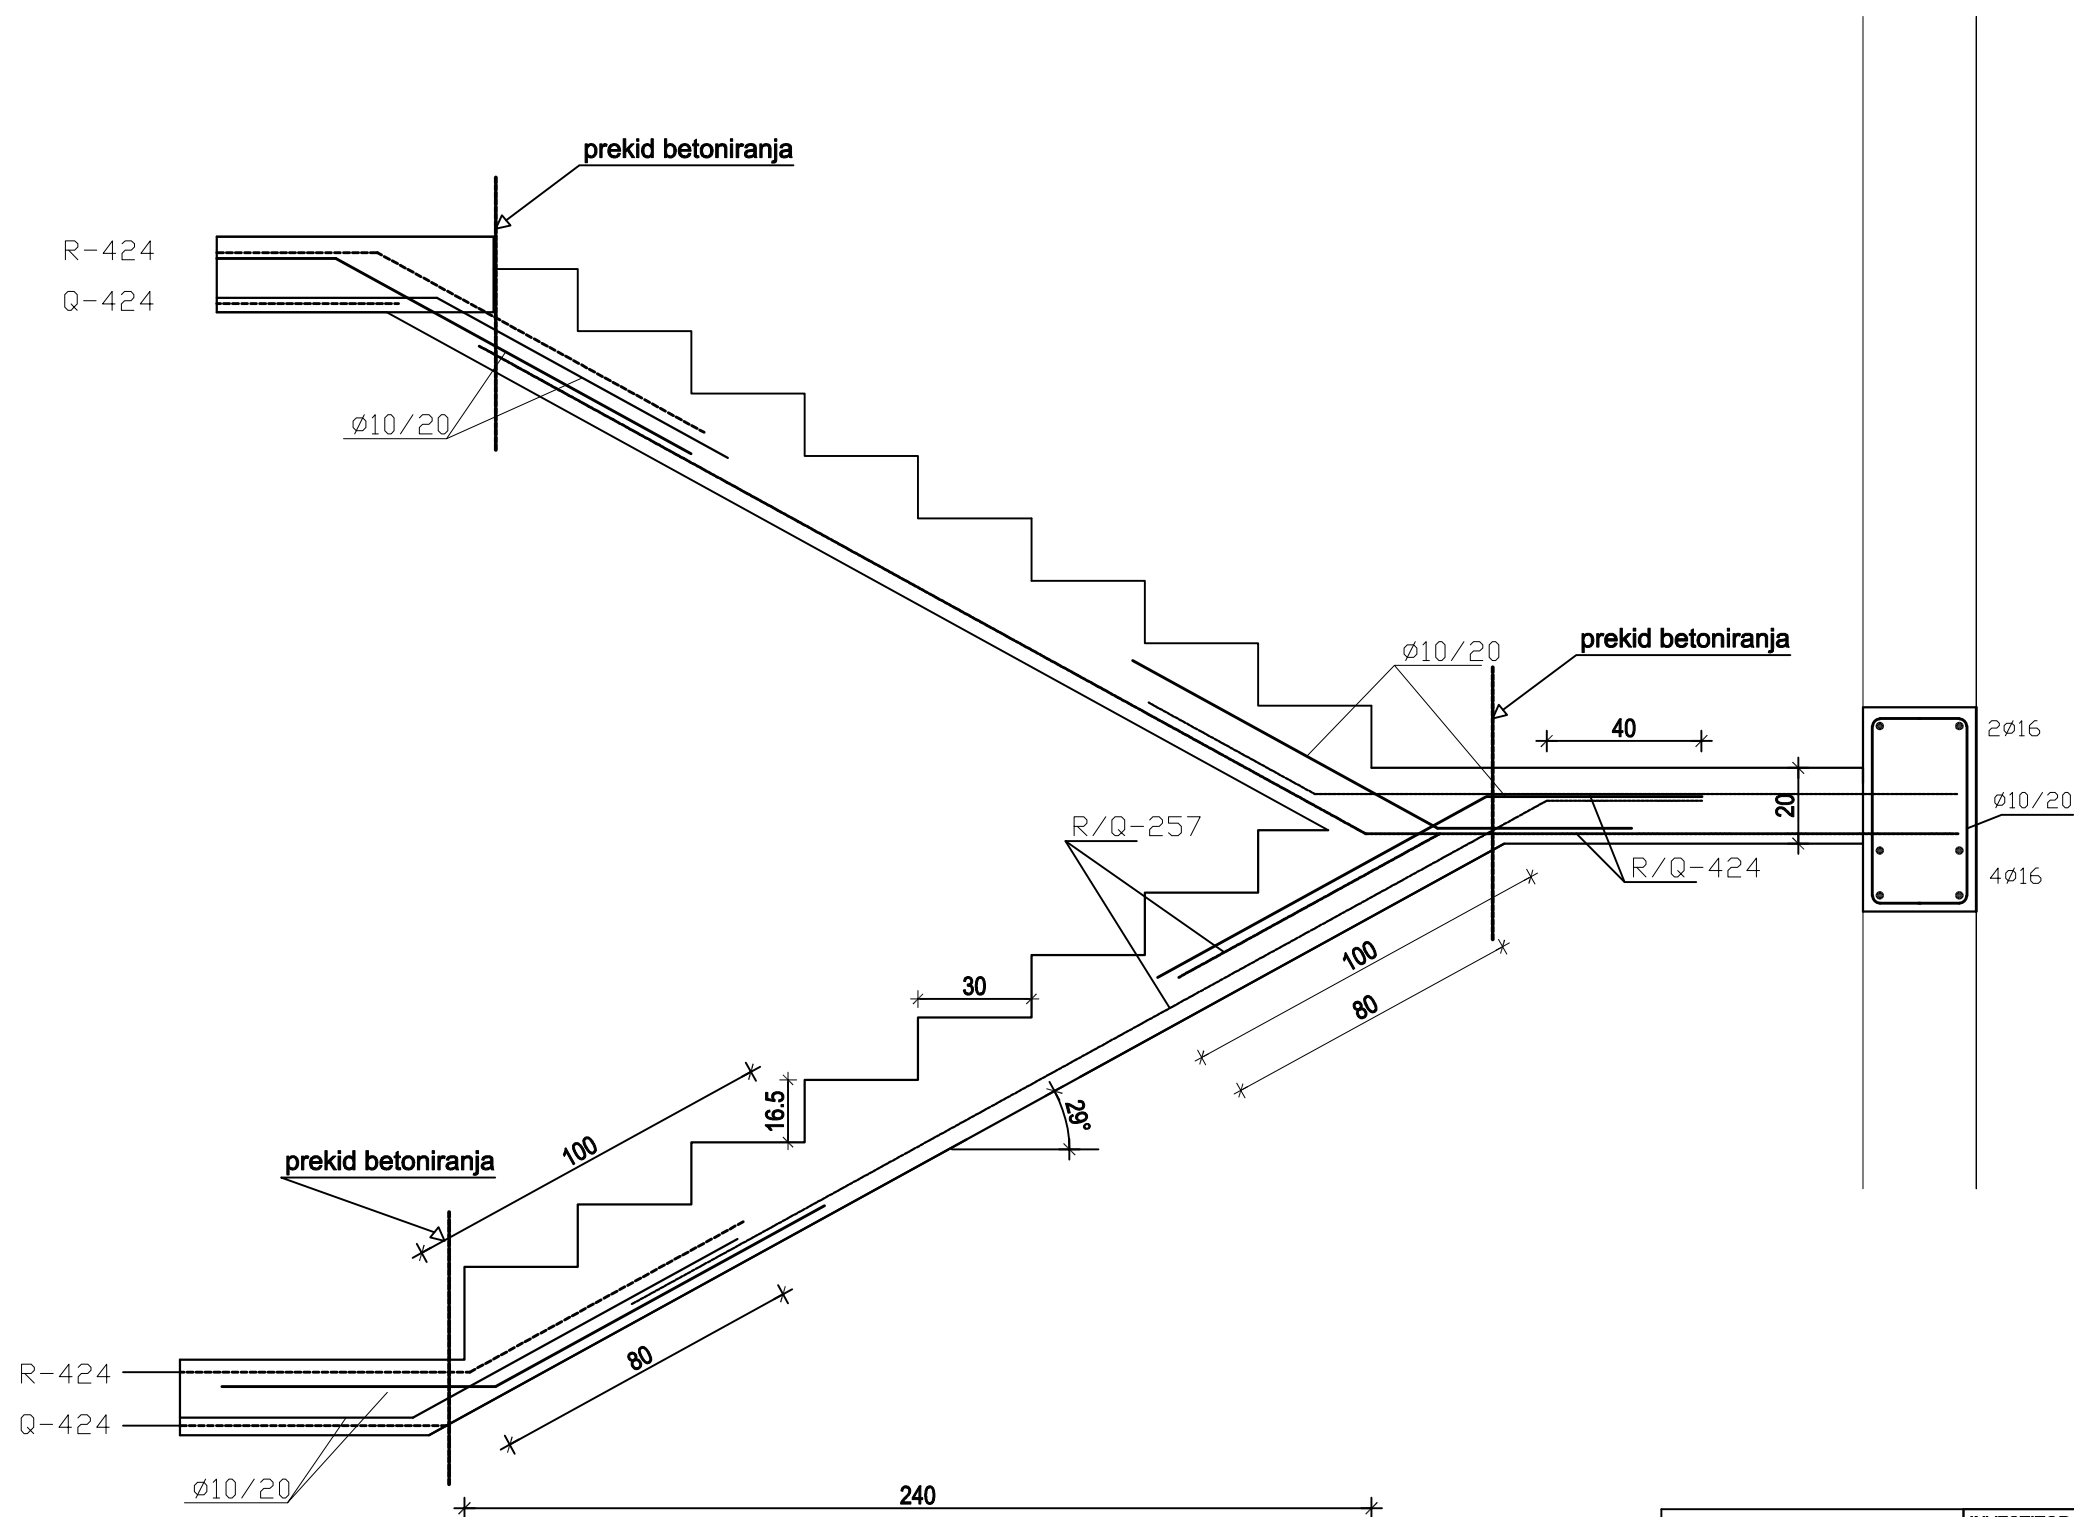 prekid betoniranja
R-424
Q-424
ø10/20
ø10/20
prekid betoniranja
40
2ø16
20
ø10/20
R/Q-257
R/Q-424
4ø16
100
80
30
16.5
29°
100
prekid betoniranja
80
R-424
Q-424
ø10/20
240